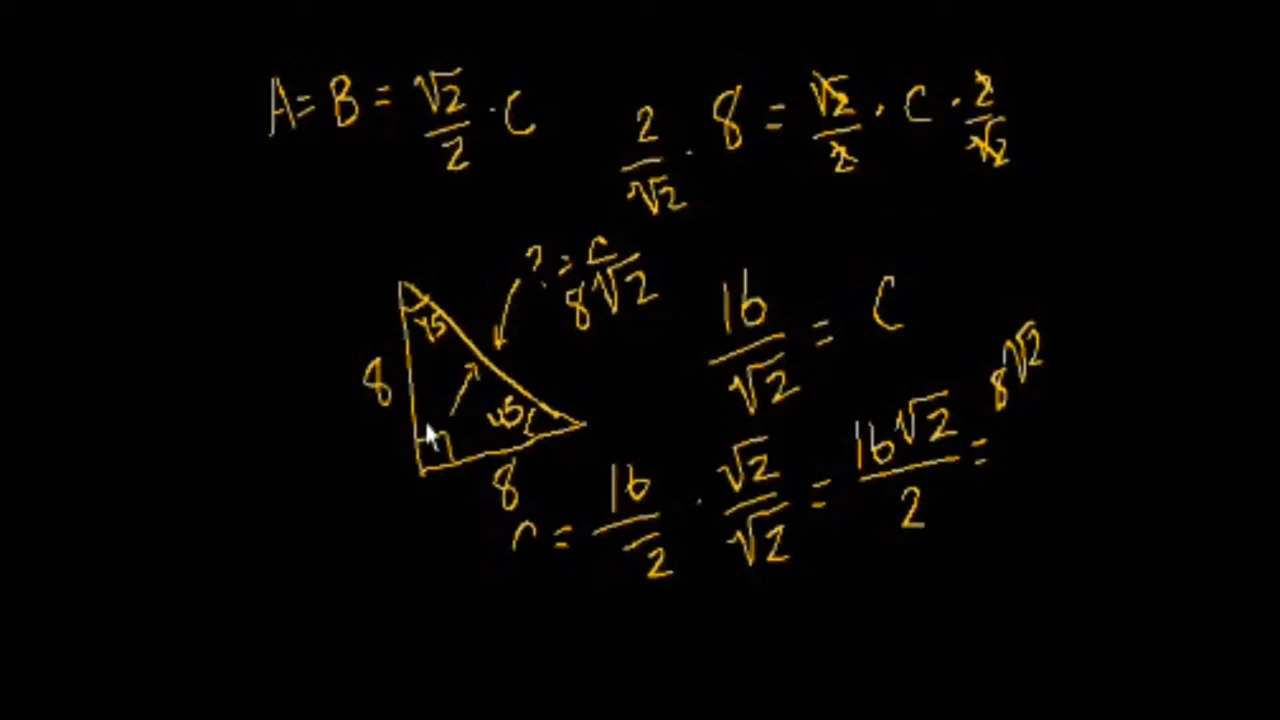 A = B = √2/2 · C
2/√2 · 8 = √2/2 · C · 2/√2
? = C
8√2
45
8
45
8
16/√2 = C
C = 16/√2 · √2/√2 = 16√2/2 = 8√2